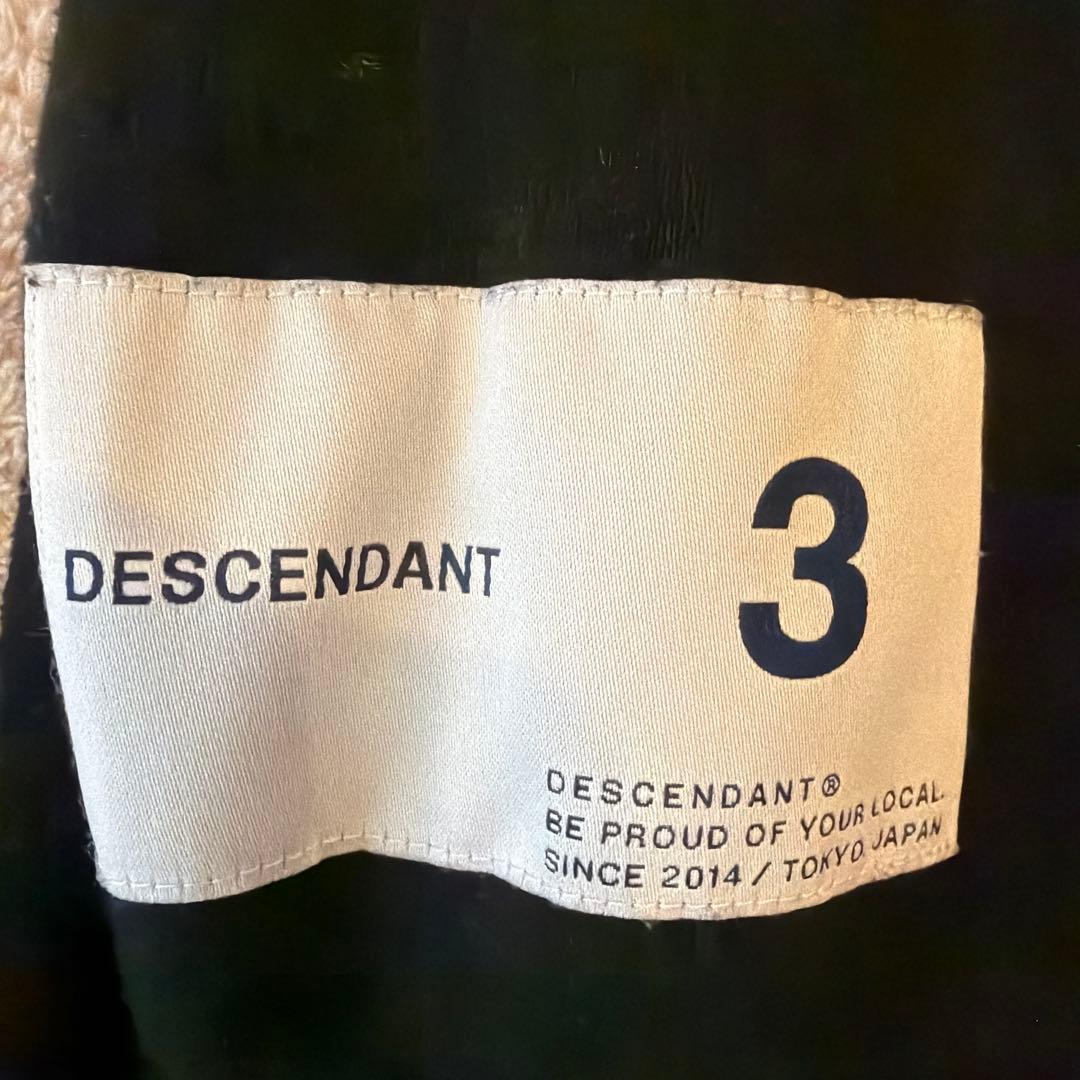 DESCENDANT
3
DESCENDANT®
BE PROUD OF YOUR LOCAL.
SINCE 2014 / TOKYO JAPAN